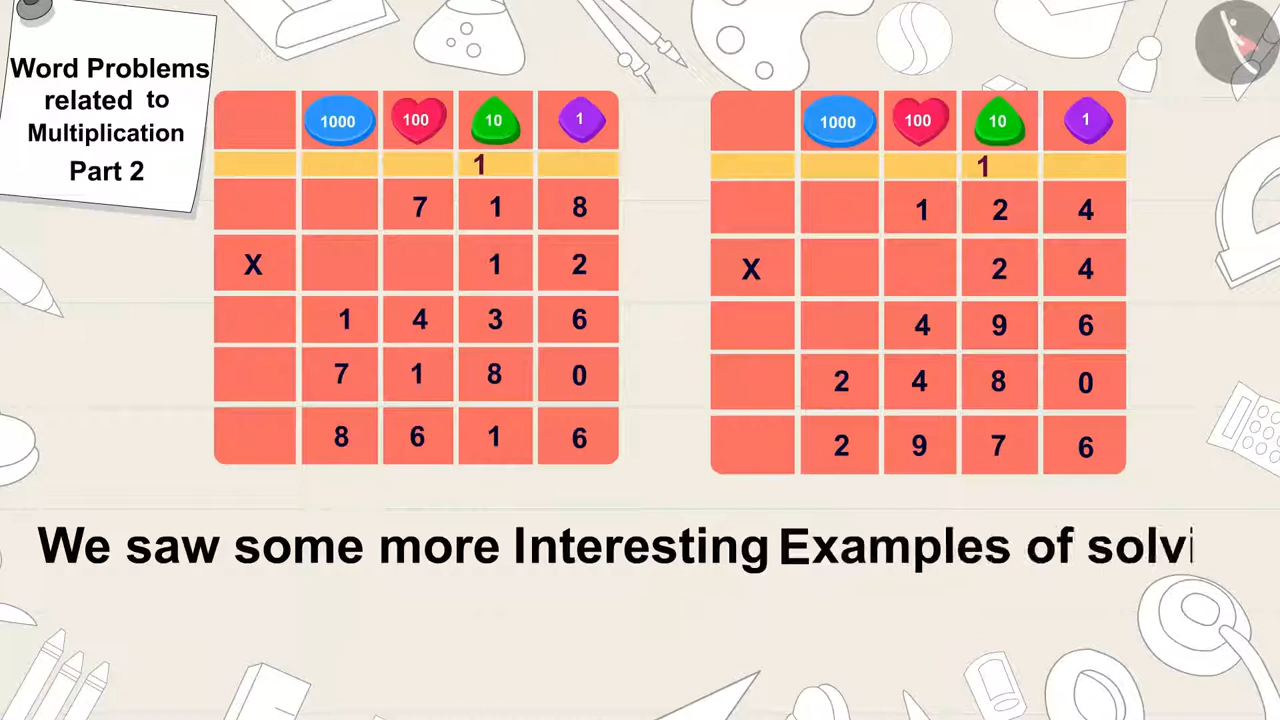 Word Problems
related to
Multiplication
Part 2
1000 100 10 1
1
7 1 8
X 1 2
1 4 3 6
7 1 8 0
8 6 1 6
1000 100 10 1
1
1 2 4
X 2 4
4 9 6
2 4 8 0
2 9 7 6
We saw some more Interesting Examples of solvi